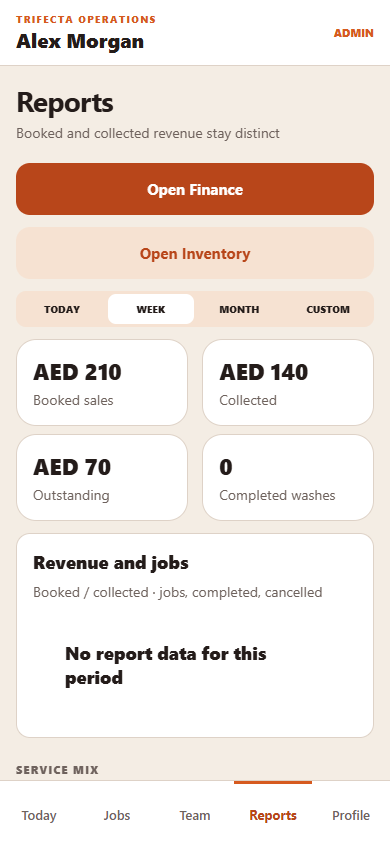 TRIFECTA OPERATIONS
Alex Morgan
ADMIN
Reports
Booked and collected revenue stay distinct
Open Finance
Open Inventory
TODAY WEEK MONTH CUSTOM
AED 210 AED 140
Booked sales Collected
AED 70 0
Outstanding Completed washes
Revenue and jobs
Booked / collected · jobs, completed, cancelled
No report data for this
period
SERVICE MIX
Today Jobs Team Reports Profile